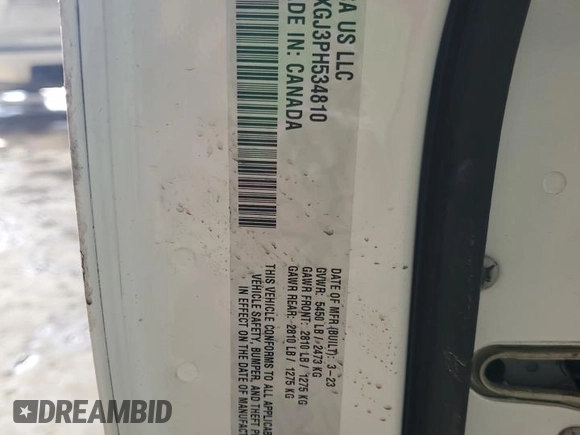 A US LLC
XGJ3PH534810
MADE IN: CANADA
DATE OF MFR (BUILT): 3-23
GVWR: 5450 LB / 2473 KG
GAWR FRONT: 2810 LB / 1275 KG
GAWR REAR: 2810 LB / 1275 KG
THIS VEHICLE CONFORMS TO ALL APPLICAB
VEHICLE SAFETY, BUMPER, AND THEFT P
IN EFFECT ON THE DATE OF MANUFACT
DREAMBID